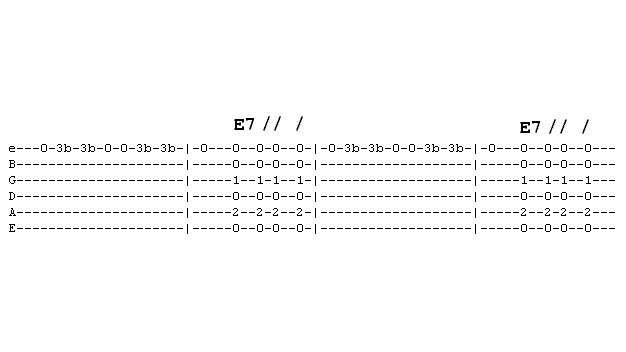 E7 // / E7 // /
e---0-3b-3b-0-0-3b-3b-|-0---0--0-0--0-|-0-3b-3b-0-0-3b-3b-|-0---0--0-0--0---
B---------------------|-----0--0-0--0-|-------------------|-----0--0-0--0---
G---------------------|-----1--1-1--1-|-------------------|-----1--1-1--1---
D---------------------|-----0--0-0--0-|-------------------|-----0--0-0--0---
A---------------------|-----2--2-2--2-|-------------------|-----2--2-2--2---
E---------------------|-----0--0-0--0-|-------------------|-----0--0-0--0---